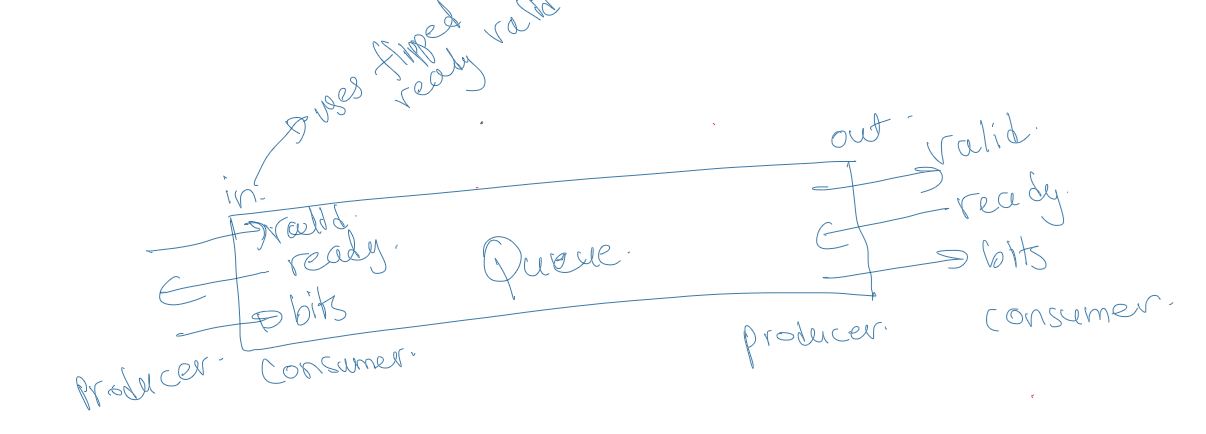 uses flipped
ready valid
in.
valid.
ready.
bits
Queue.
out.
valid.
ready.
bits
producer.
consumer.
producer.
consumer.